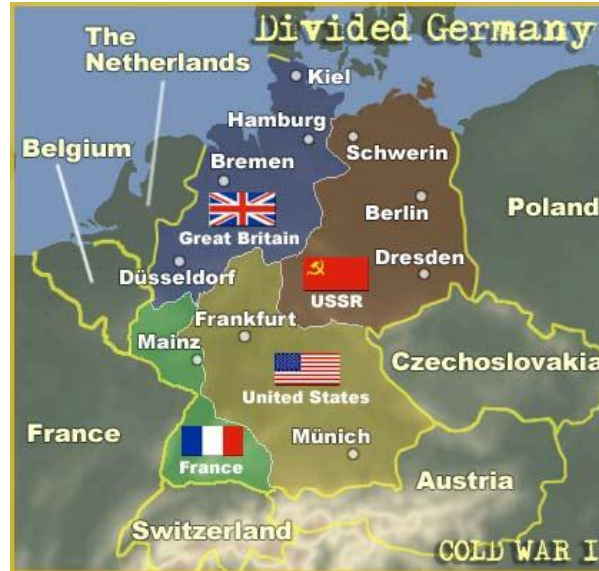 Divided Germany
The
Netherlands
Kiel
Hamburg
Belgium
Schwerin
Bremen
Berlin
Poland
Great Britain
Dresden
Düsseldorf
USSR
Frankfurt
Mainz
Czechoslovakia
United States
France
Münich
France
Austria
Switzerland
COLD WAR I